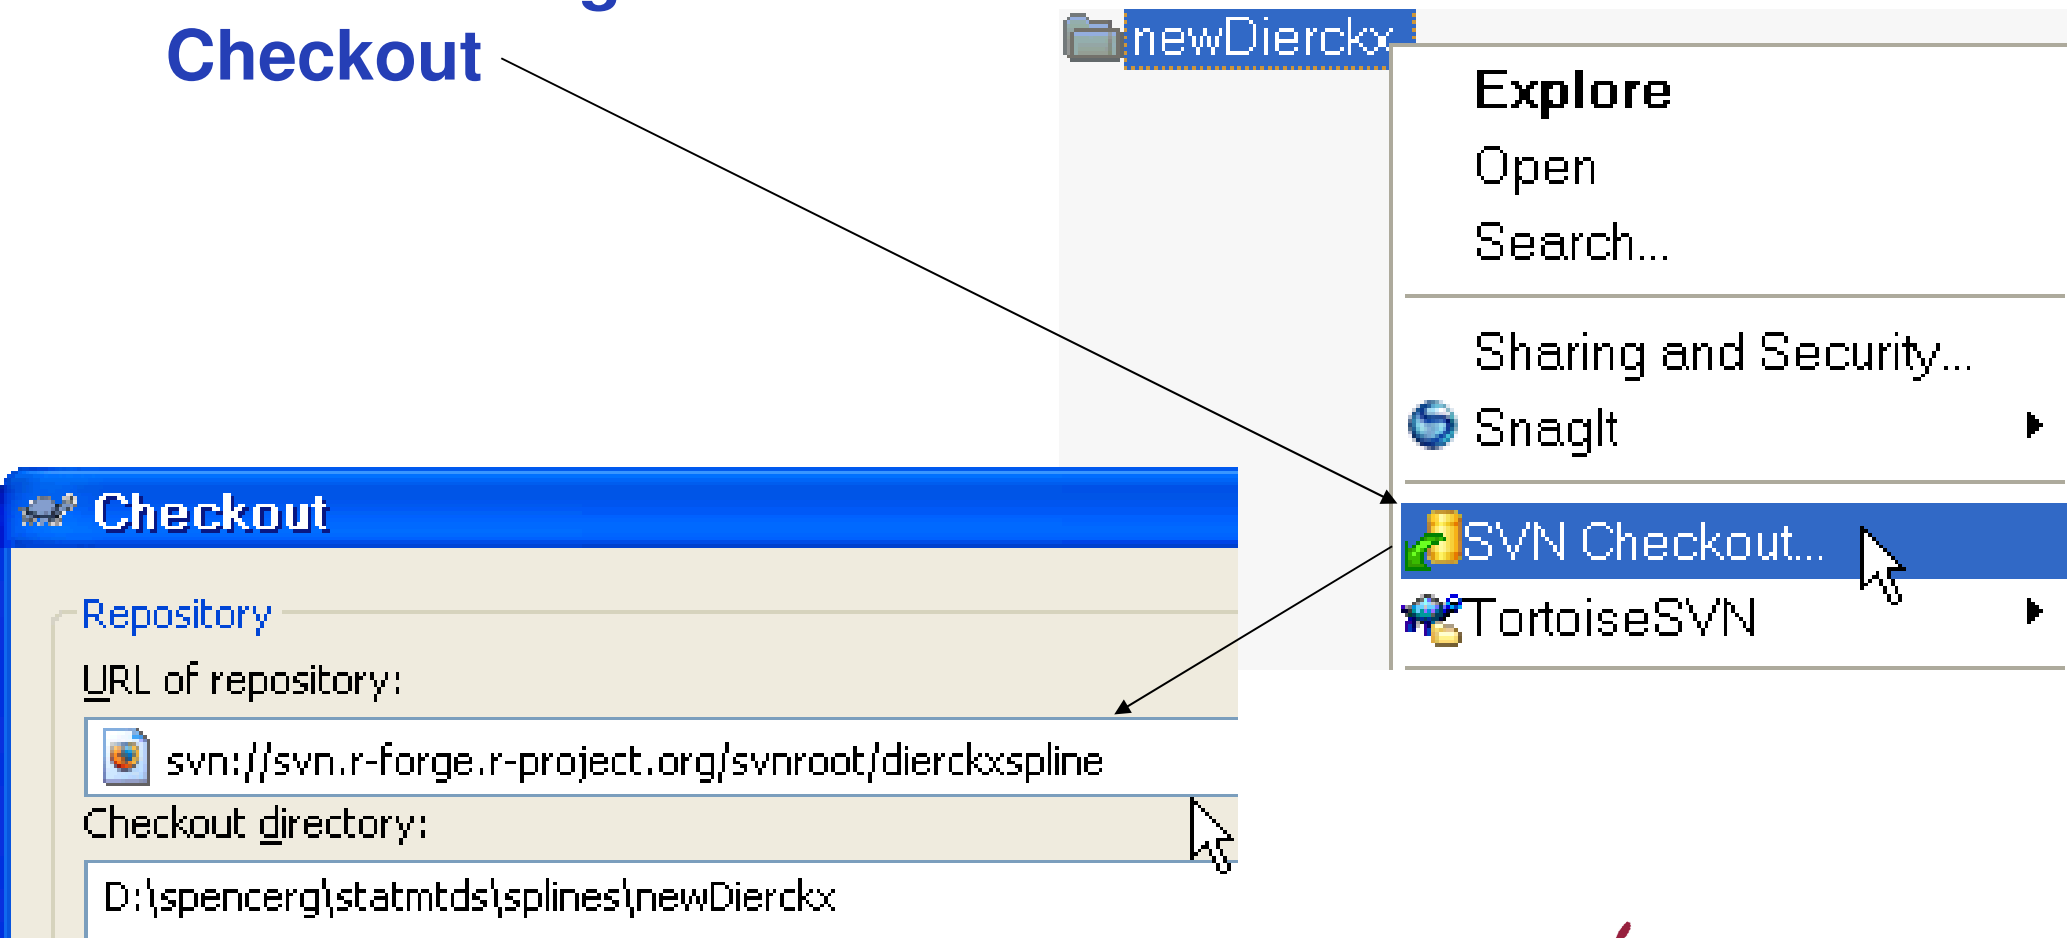 Checkout
newDierckx
Explore
Open
Search...
Sharing and Security...
SnagIt
SVN Checkout...
TortoiseSVN
Checkout
Repository
URL of repository:
svn://svn.r-forge.r-project.org/svnroot/dierckxspline
Checkout directory:
D:\spencerg\statmtds\splines\newDierckx